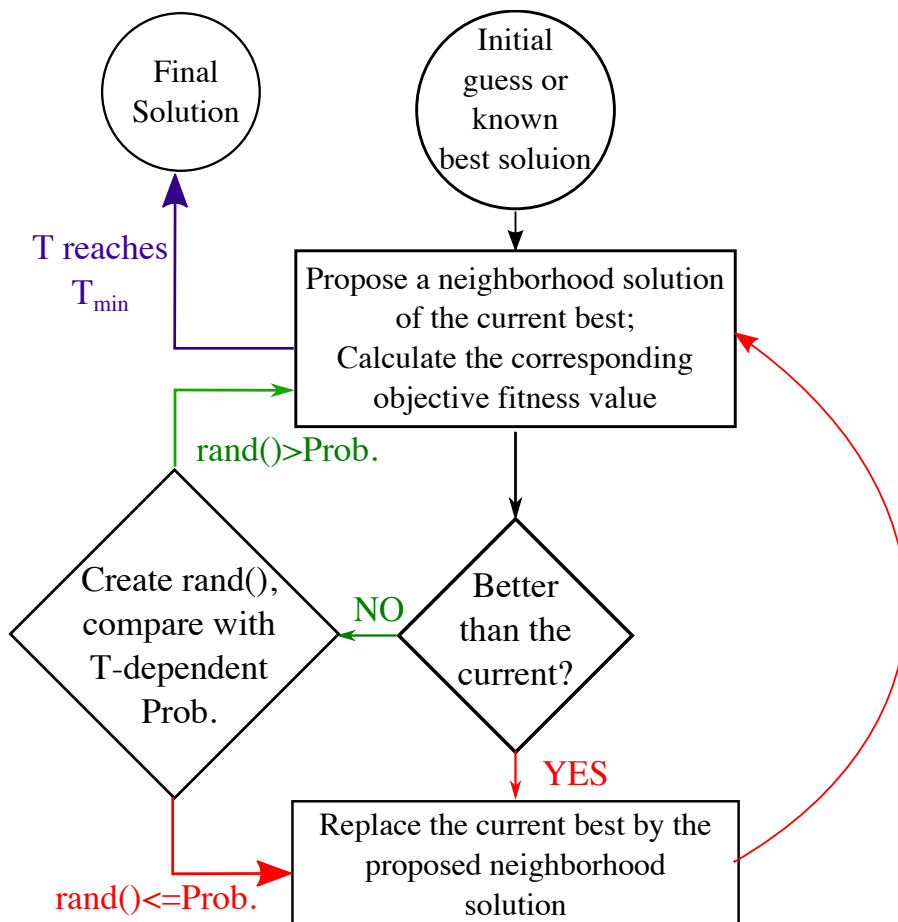 Final
Solution
Initial
guess or
known
best soluion
T reaches
Tmin
Propose a neighborhood solution
of the current best;
Calculate the corresponding
objective fitness value
rand()>Prob.
Create rand(),
compare with
T-dependent
Prob.
NO
Better
than the
current?
YES
Replace the current best by the
proposed neighborhood
solution
rand()<=Prob.